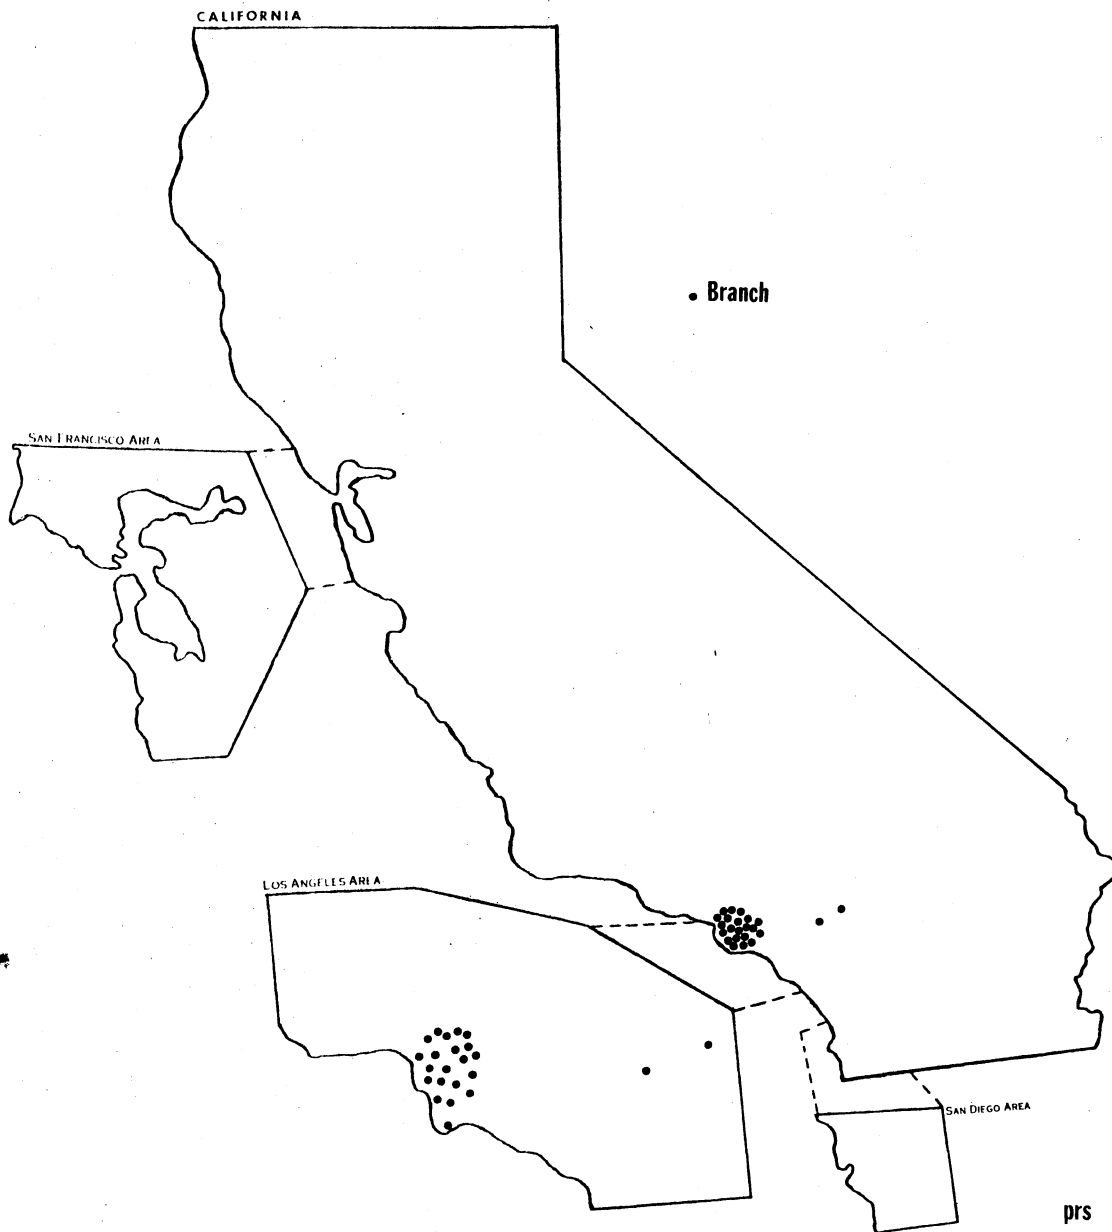 CALIFORNIA
• Branch
SAN FRANCISCO AREA
LOS ANGELES AREA
SAN DIEGO AREA
prs